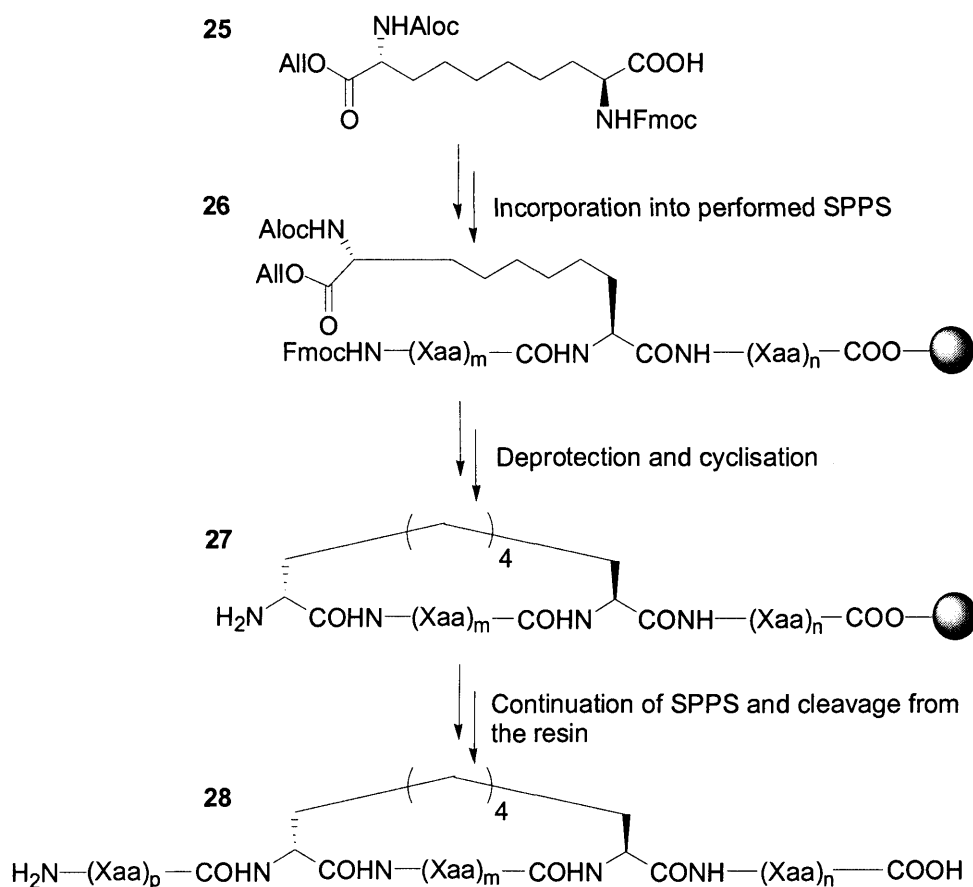 25
NHAloc
AllO
COOH
O
NHFmoc
26
Incorporation into performed SPPS
AlocHN
AllO
O
FmocHN—(Xaa)m—COHN CONH—(Xaa)n—COO
Deprotection and cyclisation
27
( )4
H2N COHN—(Xaa)m—COHN CONH—(Xaa)n—COO
Continuation of SPPS and cleavage from
the resin
28
( )4
H2N—(Xaa)p—COHN COHN—(Xaa)m—COHN CONH—(Xaa)n—COOH